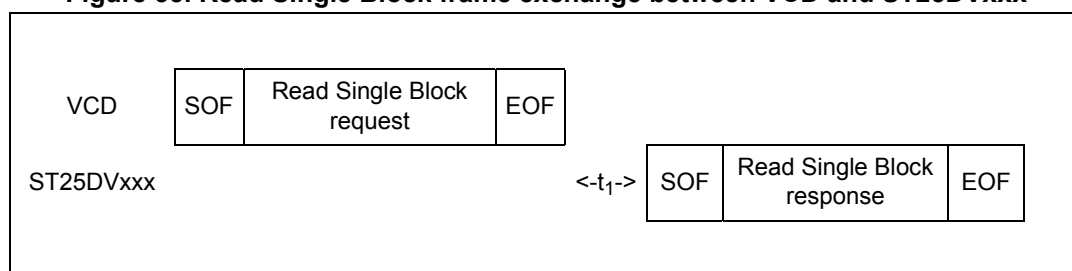 Figure 55. Read Single Block frame exchange between VCD and ST25DVxxx
VCD
SOF
Read Single Block
request
EOF
ST25DVxxx
<-t1->
SOF
Read Single Block
response
EOF